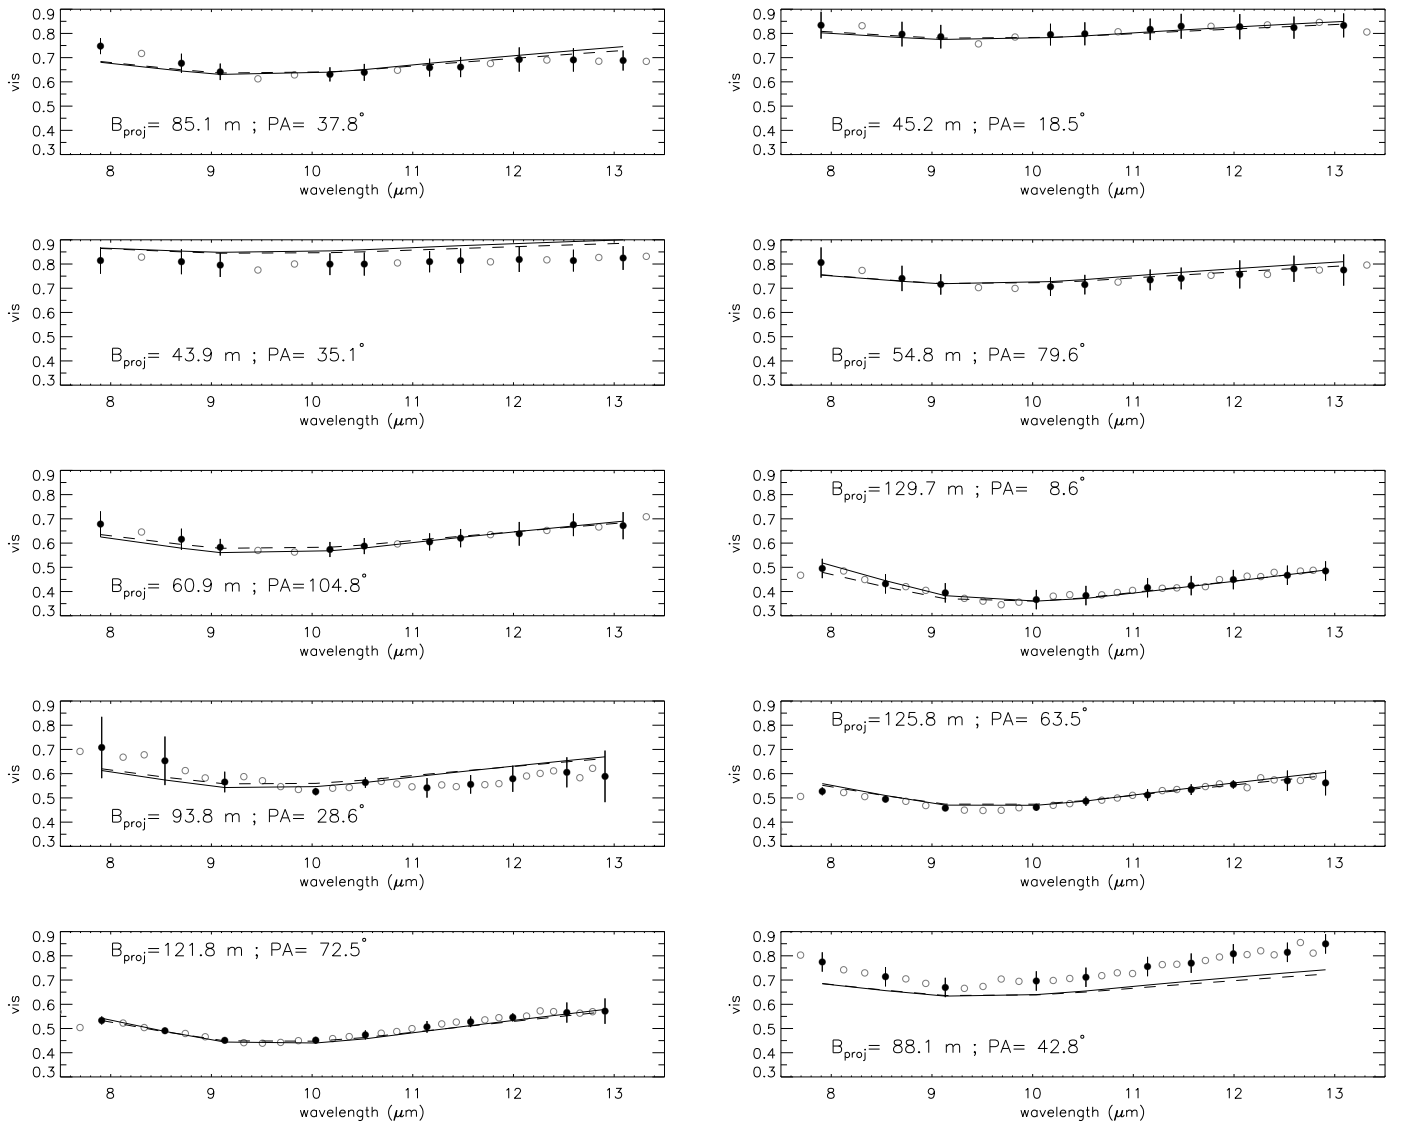 0.9
0.8
0.7
0.6
0.5
0.4
0.3
vis
B_proj= 85.1 m ; PA= 37.8°
8 9 10 11 12 13
wavelength (μm)
0.9
0.8
0.7
0.6
0.5
0.4
0.3
vis
B_proj= 45.2 m ; PA= 18.5°
8 9 10 11 12 13
wavelength (μm)
0.9
0.8
0.7
0.6
0.5
0.4
0.3
vis
B_proj= 43.9 m ; PA= 35.1°
8 9 10 11 12 13
wavelength (μm)
0.9
0.8
0.7
0.6
0.5
0.4
0.3
vis
B_proj= 54.8 m ; PA= 79.6°
8 9 10 11 12 13
wavelength (μm)
0.9
0.8
0.7
0.6
0.5
0.4
0.3
vis
B_proj= 60.9 m ; PA=104.8°
8 9 10 11 12 13
wavelength (μm)
0.9
0.8
0.7
0.6
0.5
0.4
0.3
vis
B_proj=129.7 m ; PA= 8.6°
8 9 10 11 12 13
wavelength (μm)
0.9
0.8
0.7
0.6
0.5
0.4
0.3
vis
B_proj= 93.8 m ; PA= 28.6°
8 9 10 11 12 13
wavelength (μm)
0.9
0.8
0.7
0.6
0.5
0.4
0.3
vis
B_proj=125.8 m ; PA= 63.5°
8 9 10 11 12 13
wavelength (μm)
0.9
0.8
0.7
0.6
0.5
0.4
0.3
vis
B_proj=121.8 m ; PA= 72.5°
8 9 10 11 12 13
wavelength (μm)
0.9
0.8
0.7
0.6
0.5
0.4
0.3
vis
B_proj= 88.1 m ; PA= 42.8°
8 9 10 11 12 13
wavelength (μm)